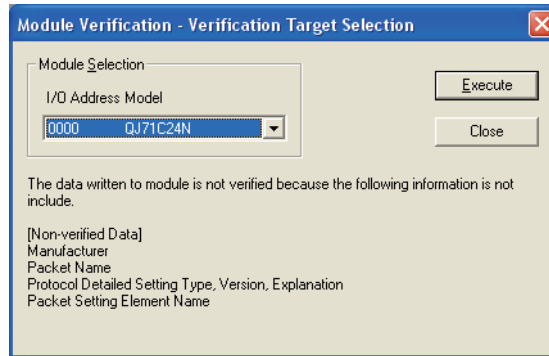 Module Verification - Verification Target Selection
Module Selection
I/O Address Model
0000 QJ71C24N
Execute
Close
The data written to module is not verified because the following information is not
include.
[Non-verified Data]
Manufacturer
Packet Name
Protocol Detailed Setting Type, Version, Explanation
Packet Setting Element Name